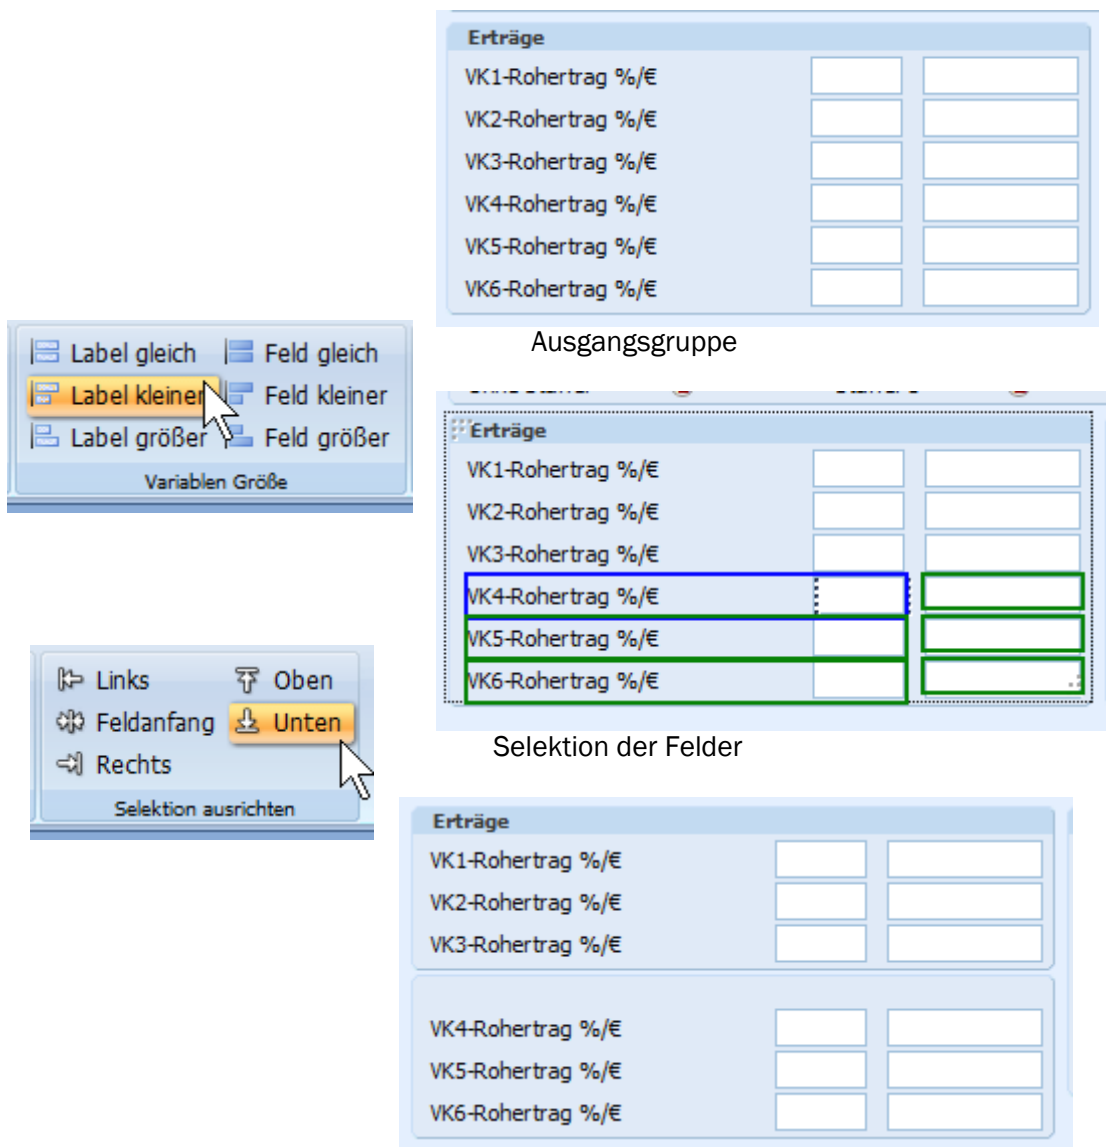 Erträge
VK1-Rohertrag %/€
VK2-Rohertrag %/€
VK3-Rohertrag %/€
VK4-Rohertrag %/€
VK5-Rohertrag %/€
VK6-Rohertrag %/€
Ausgangsgruppe
Label gleich Feld gleich
Label kleiner Feld kleiner
Label größer Feld größer
Variablen Größe
Erträge
VK1-Rohertrag %/€
VK2-Rohertrag %/€
VK3-Rohertrag %/€
VK4-Rohertrag %/€
VK5-Rohertrag %/€
VK6-Rohertrag %/€
Selektion der Felder
Links Oben
Feldanfang Unten
Rechts
Selektion ausrichten
Erträge
VK1-Rohertrag %/€
VK2-Rohertrag %/€
VK3-Rohertrag %/€
VK4-Rohertrag %/€
VK5-Rohertrag %/€
VK6-Rohertrag %/€